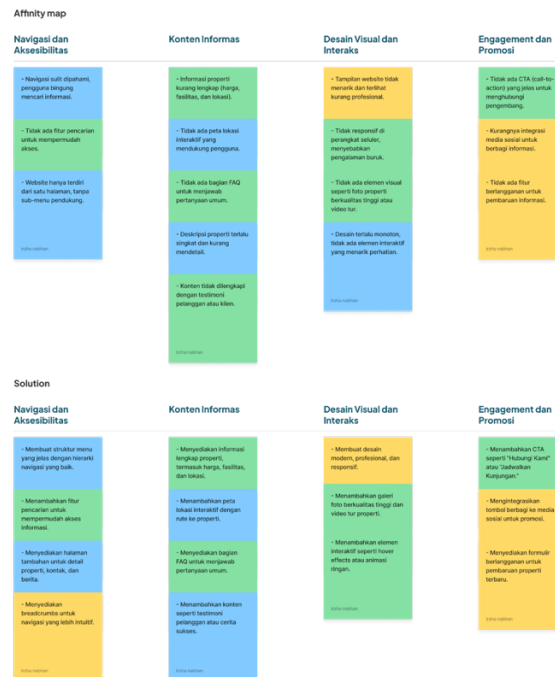 Affinity map
Navigasi dan
Aksesibilitas
- Navigasi sulit dipahami,
pengguna bingung
mencari informasi.
- Tidak ada fitur pencarian
untuk mempermudah
akses.
- Website hanya terdiri
dari satu halaman, tanpa
sub-menu pendukung.
Konten Informas
- Informasi properti
kurang lengkap (harga,
fasilitas, dan lokasi).
- Tidak ada peta lokasi
interaktif yang
mendukung pengguna.
- Tidak ada bagian FAQ
untuk menjawab
pertanyaan umum.
- Deskripsi properti terlalu
singkat dan kurang
mendetail.
- Konten tidak dilengkapi
dengan testimoni
pelanggan atau klien.
Desain Visual dan
Interaks
- Tampilan website tidak
menarik dan terlihat
kurang profesional.
- Tidak responsif di
perangkat seluler,
menyebabkan
pengalaman buruk.
- Tidak ada elemen visual
seperti foto properti
berkualitas tinggi atau
video tur.
- Desain terlalu monoton,
tidak ada elemen interaktif
yang menarik perhatian.
Engagement dan
Promosi
- Tidak ada CTA (call-to-
action) yang jelas untuk
menghubungi
pengembang.
- Kurangnya integrasi
media sosial untuk
berbagi informasi.
- Tidak ada fitur
berlangganan untuk
pembaruan informasi.
Solution
Navigasi dan
Aksesibilitas
- Membuat struktur menu
yang jelas dengan hierarki
navigasi yang baik.
- Menambahkan fitur
pencarian untuk
mempermudah akses
informasi.
- Menyediakan halaman
tambahan untuk detail
properti, kontak, dan
berita.
- Menyediakan
breadcrumbs untuk
navigasi yang lebih intuitif.
Konten Informas
- Menyediakan informasi
lengkap properti,
termasuk harga, fasilitas,
dan lokasi.
- Menambahkan peta
lokasi interaktif dengan
rute ke properti.
- Menyediakan bagian
FAQ untuk menjawab
pertanyaan umum.
- Menambahkan konten
seperti testimoni
pelanggan atau cerita
sukses.
Desain Visual dan
Interaks
- Membuat desain
modern, profesional, dan
responsif.
- Menambahkan galeri
foto berkualitas tinggi dan
video tur properti.
- Menambahkan elemen
interaktif seperti hover
effects atau animasi
ringan.
Engagement dan
Promosi
- Menambahkan CTA
seperti "Hubungi Kami"
atau "Jadwalkan
Kunjungan."
- Mengintegrasikan
tombol berbagi ke media
sosial untuk promosi.
- Menyediakan formulir
berlangganan untuk
pembaruan properti
terbaru.